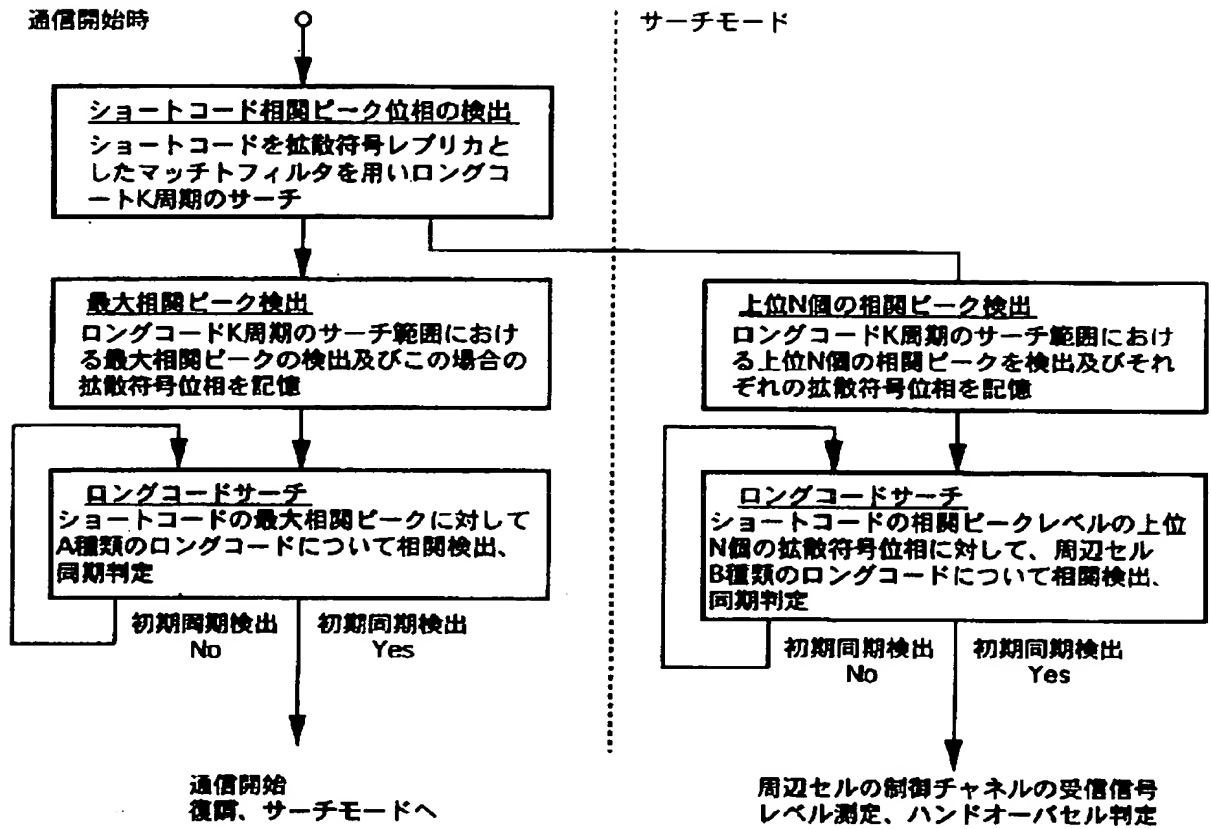 通信開始時
サーチモード
ショートコード相関ピーク位相の検出
ショートコードを拡散符号レプリカと
したマッチトフィルタを用いロングコ
ートK周期のサーチ
最大相関ピーク検出
ロングコードK周期のサーチ範囲におけ
る最大相関ピークの検出及びこの場合の
拡散符号位相を記憶
上位N個の相関ピーク検出
ロングコードK周期のサーチ範囲におけ
る上位N個の相関ピークを検出及びそれ
ぞれの拡散符号位相を記憶
ロングコードサーチ
ショートコードの最大相関ピークに対して
A種類のロングコードについて相関検出、
同期判定
ロングコードサーチ
ショートコードの相関ピークレベルの上位
N個の拡散符号位相に対して、周辺セル
B種類のロングコードについて相関検出、
同期判定
初期同期検出
No
初期同期検出
Yes
初期同期検出
No
初期同期検出
Yes
通信開始
復調、サーチモードへ
周辺セルの制御チャネルの受信信号
レベル測定、ハンドオーバセル判定